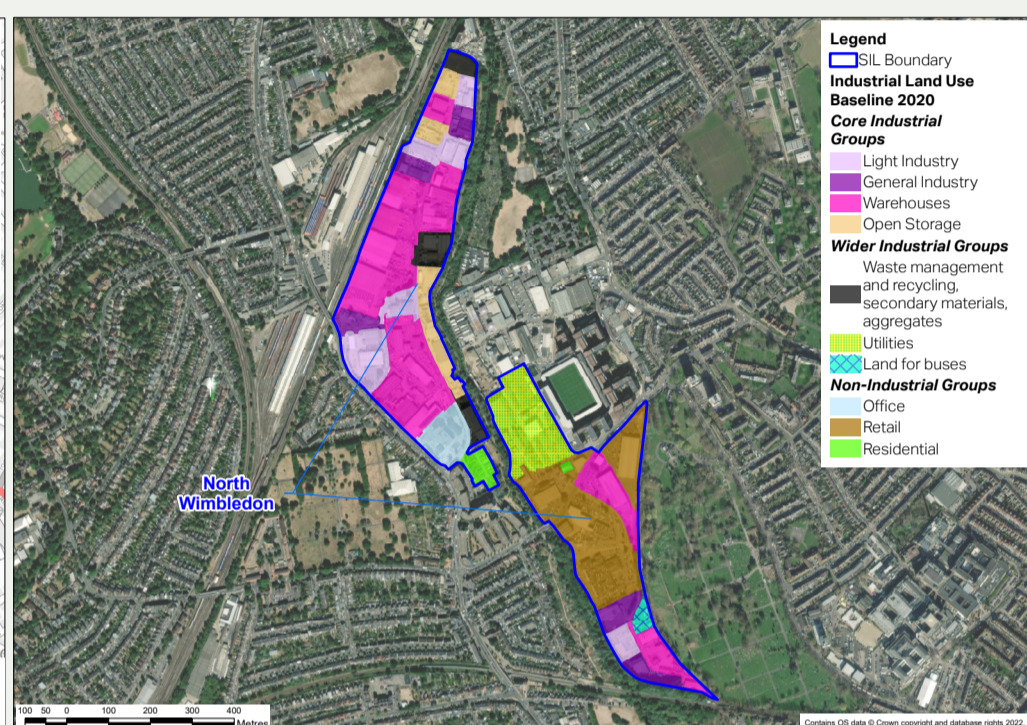 Legend
SIL Boundary
Industrial Land Use
Baseline 2020
Core Industrial
Groups
Light Industry
General Industry
Warehouses
Open Storage
Wider Industrial Groups
Waste management
and recycling,
secondary materials,
aggregates
Utilities
Land for buses
Non-Industrial Groups
Office
Retail
Residential
North
Wimbledon
100 50 0 100 200 300 400
Metres
Contains OS data © Crown copyright and database rights 2022